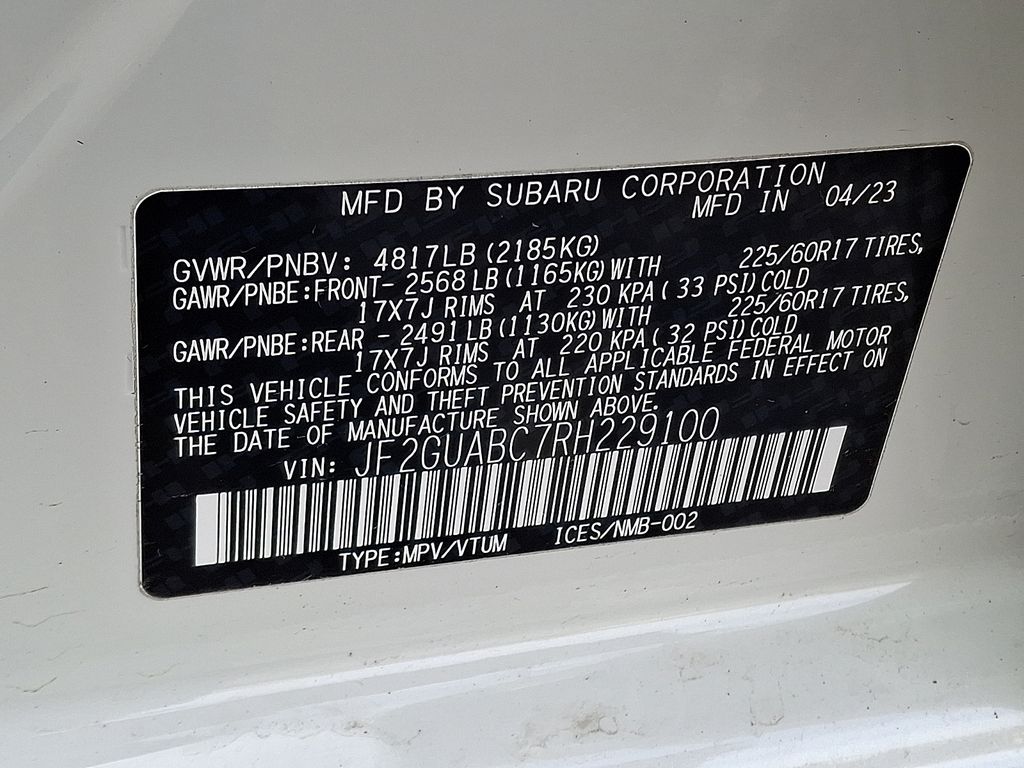 MFD BY SUBARU CORPORATION
MFD IN 04/23
GVWR/PNBV: 4817LB (2185KG)
GAWR/PNBE:FRONT- 2568 LB (1165KG) WITH 225/60R17 TIRES,
17X7J RIMS AT 230 KPA ( 33 PSI) COLD
GAWR/PNBE:REAR - 2491 LB (1130KG) WITH 225/60R17 TIRES,
17X7J RIMS AT 220 KPA ( 32 PSI) COLD
THIS VEHICLE CONFORMS TO ALL APPLICABLE FEDERAL MOTOR
VEHICLE SAFETY AND THEFT PREVENTION STANDARDS IN EFFECT ON
THE DATE OF MANUFACTURE SHOWN ABOVE.
VIN: JF2GUABC7RH229100
TYPE:MPV/VTUM ICES/NMB-002